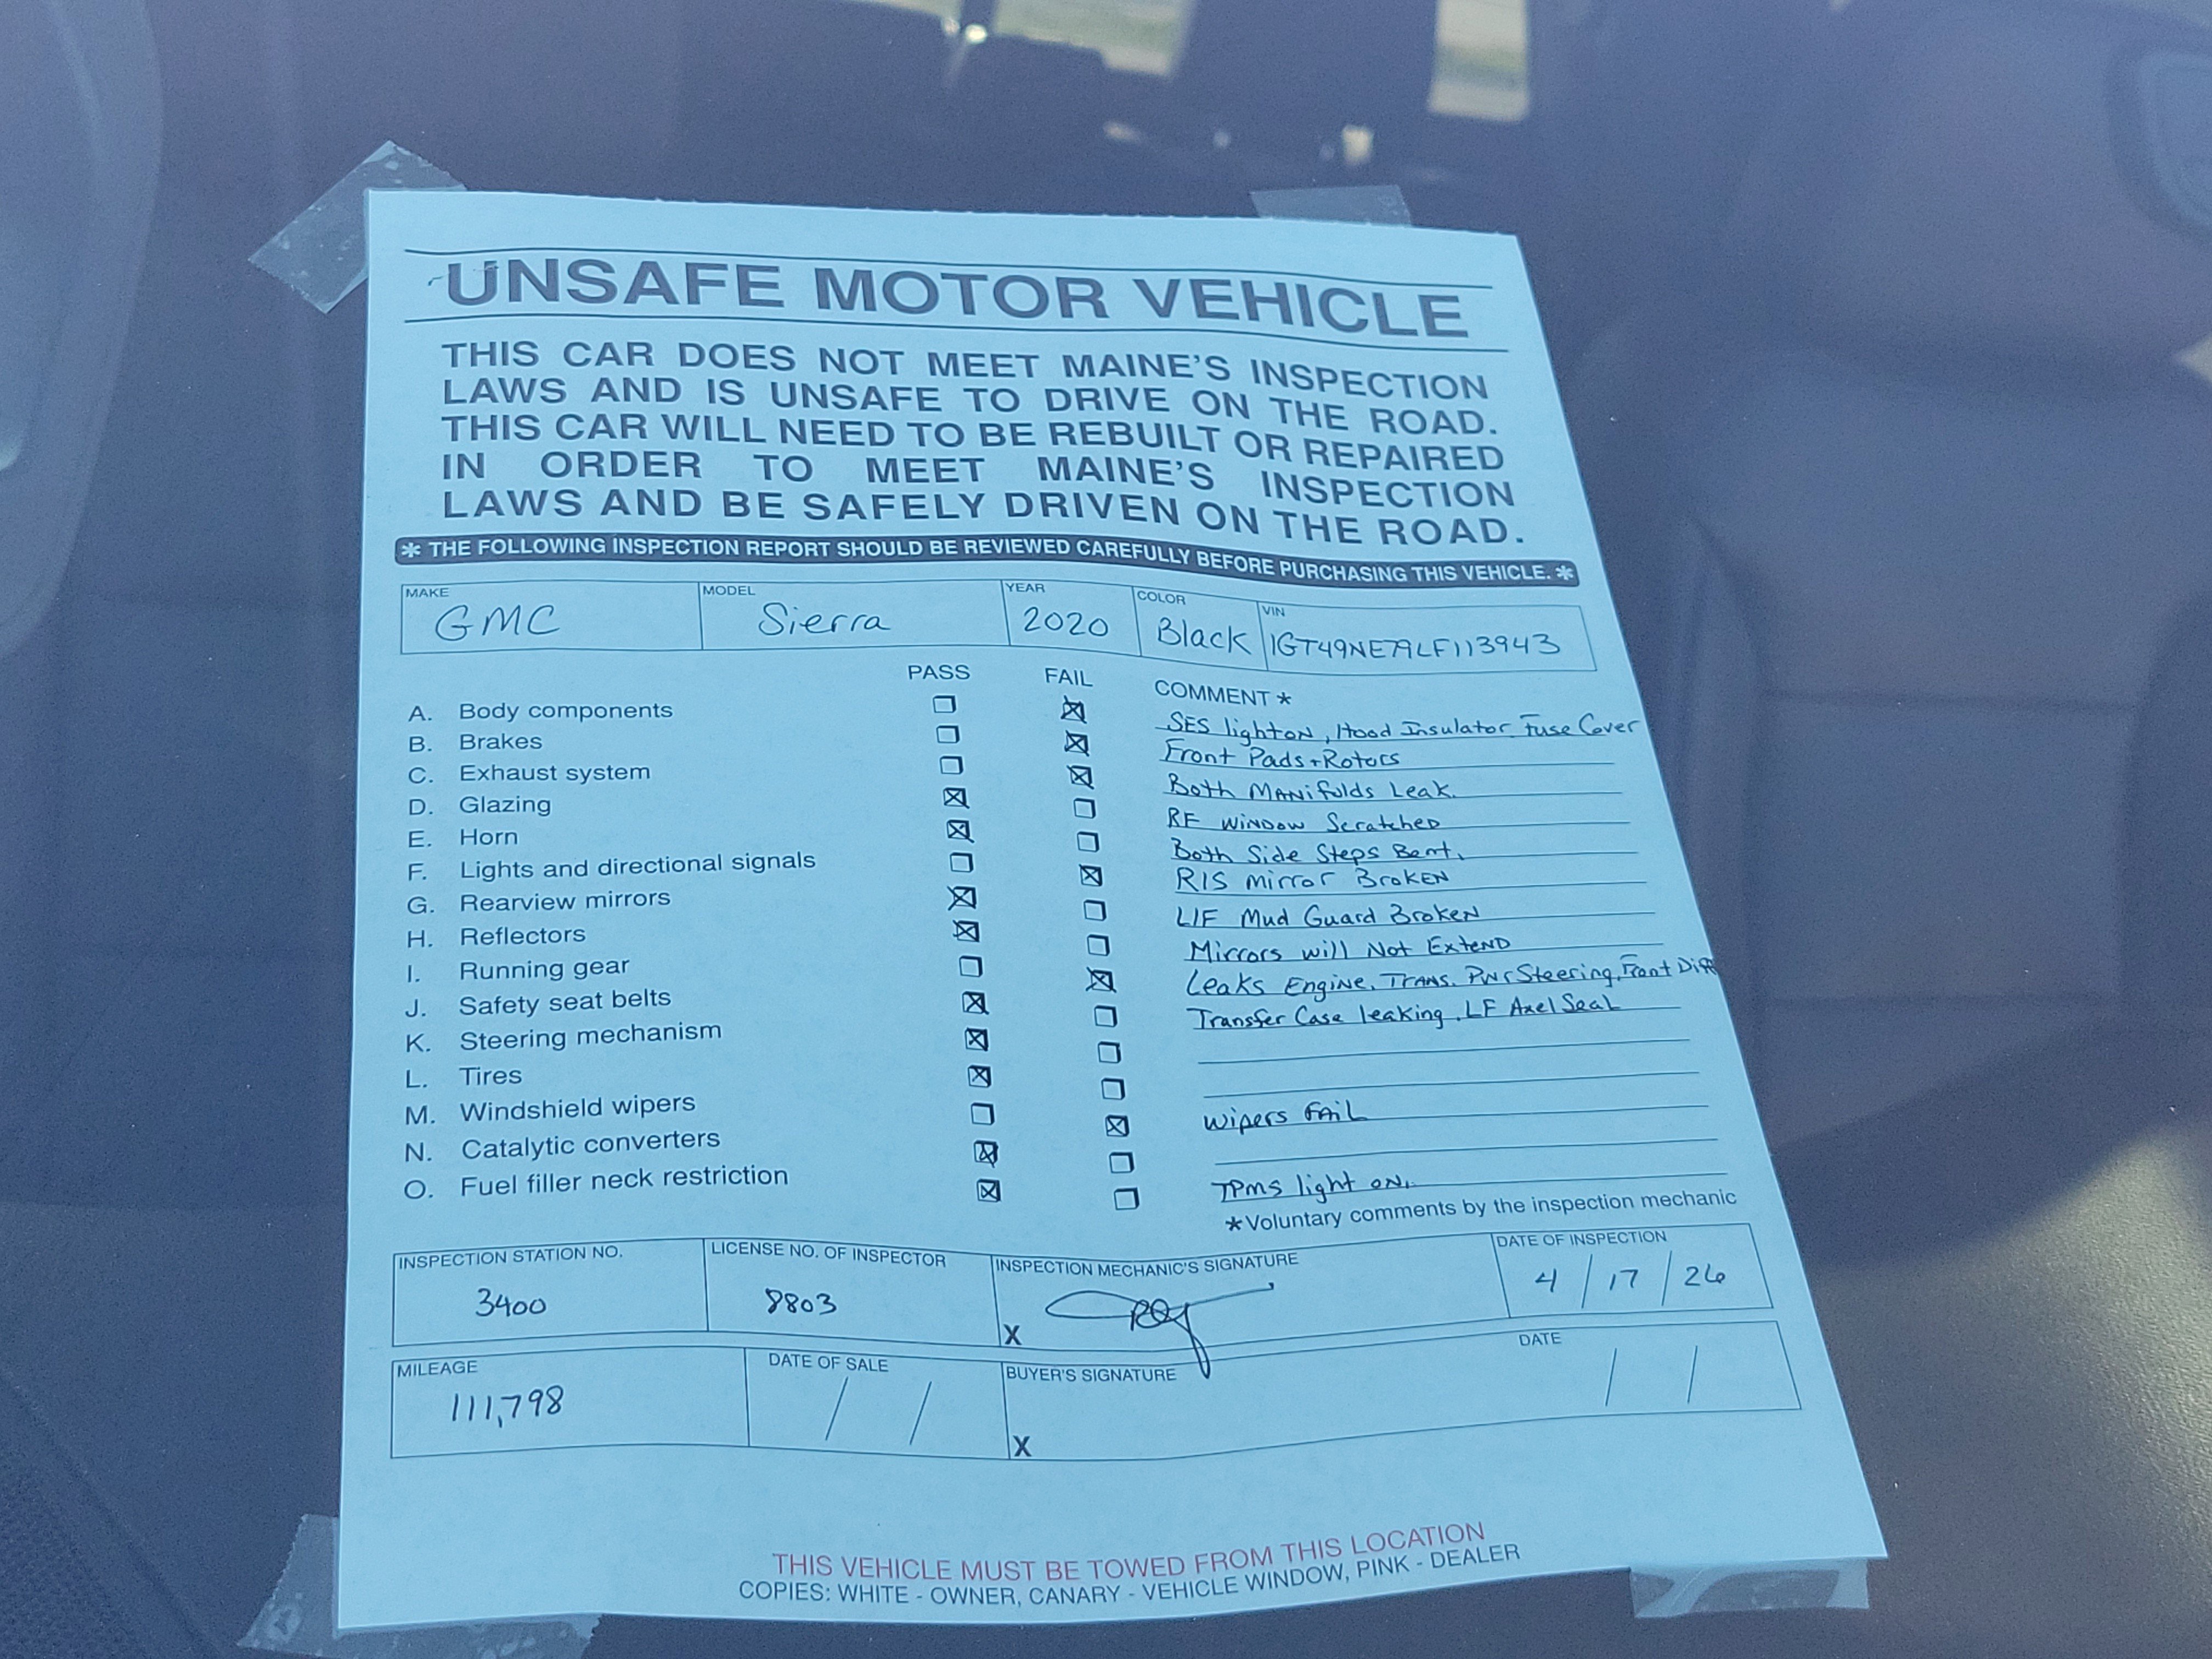 UNSAFE MOTOR VEHICLE
THIS CAR DOES NOT MEET MAINE'S INSPECTION
LAWS AND IS UNSAFE TO DRIVE ON THE ROAD.
THIS CAR WILL NEED TO BE REBUILT OR REPAIRED
IN ORDER TO MEET MAINE'S INSPECTION
LAWS AND BE SAFELY DRIVEN ON THE ROAD.
* THE FOLLOWING INSPECTION REPORT SHOULD BE REVIEWED CAREFULLY BEFORE PURCHASING THIS VEHICLE. *
MAKE MODEL YEAR COLOR VIN
GMC Sierra 2020 Black 1GT49NE79LF113943
PASS FAIL COMMENT *
A. Body components ☐ ☒ SES light ON, Hood Insulator Fuse Cover
B. Brakes ☐ ☒ Front Pads + Rotors
C. Exhaust system ☐ ☒ Both MANifolds Leak.
D. Glazing ☒ ☐ RF WINDOW Scratched
E. Horn ☒ ☐ Both Side Steps Bent.
F. Lights and directional signals ☐ ☒ R/S Mirror BroKEN
G. Rearview mirrors ☒ ☐ L/F Mud Guard Broken
H. Reflectors ☒ ☐ Mirrors will Not ExtenD
I. Running gear ☐ ☒ Leaks Engine, TRANS. Pwr Steering, Front Diff
J. Safety seat belts ☒ ☐ Transfer Case leaking, LF Axel Seal
K. Steering mechanism ☒ ☐
L. Tires ☒ ☐
M. Windshield wipers ☐ ☒ Wipers FAIL
N. Catalytic converters ☒ ☐
O. Fuel filler neck restriction ☒ ☐ TPMS light on.
*Voluntary comments by the inspection mechanic
INSPECTION STATION NO. LICENSE NO. OF INSPECTOR INSPECTION MECHANIC'S SIGNATURE DATE OF INSPECTION
3400 8803 X 4 / 17 / 26
MILEAGE DATE OF SALE BUYER'S SIGNATURE DATE
111,798 / / X / /
THIS VEHICLE MUST BE TOWED FROM THIS LOCATION
COPIES: WHITE - OWNER, CANARY - VEHICLE WINDOW, PINK - DEALER